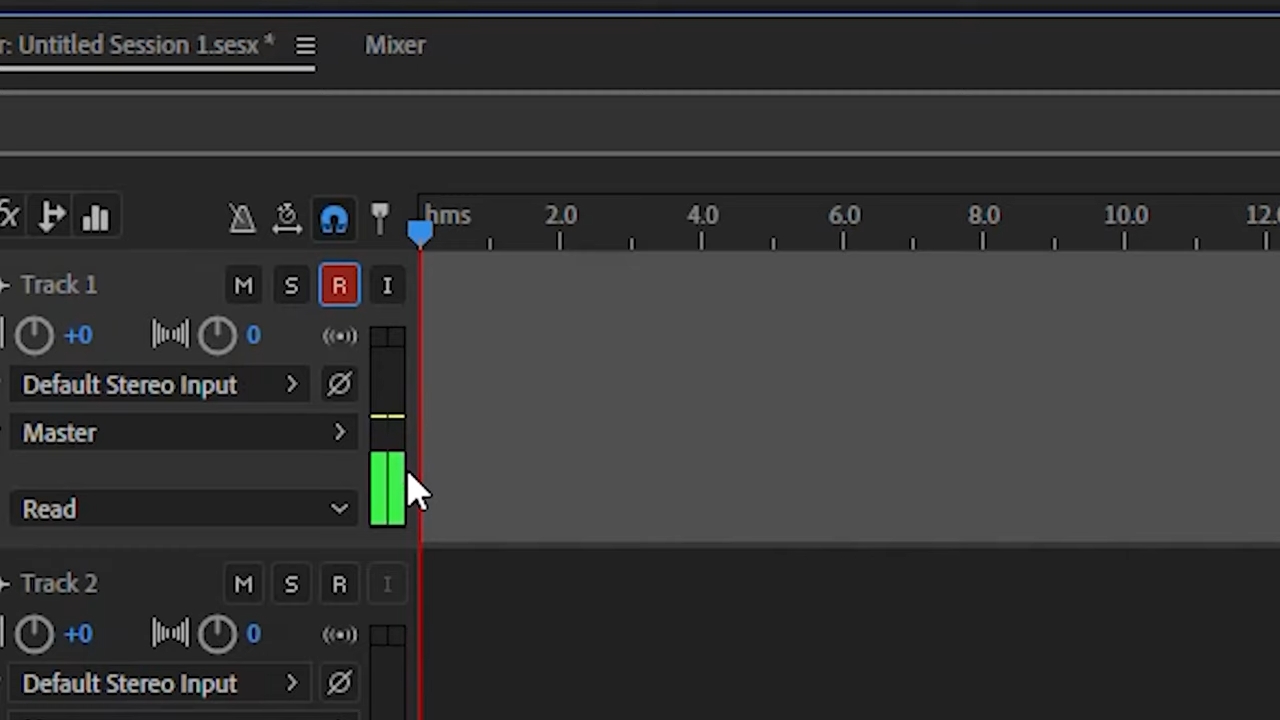 r: Untitled Session 1.sesx *
Mixer
fx
hms 2.0 4.0 6.0 8.0 10.0 12.0
Track 1 M S R I
+0 0
Default Stereo Input
Master
Read
Track 2 M S R I
+0 0
Default Stereo Input